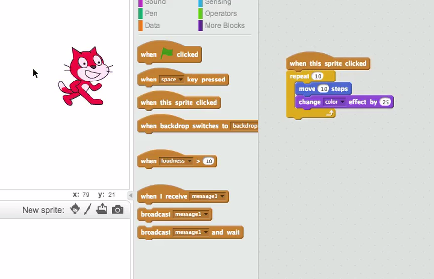 Sound
Sensing
Pen
Operators
Data
More Blocks
when clicked
when space key pressed
when this sprite clicked
when backdrop switches to backdrop
when loudness > 10
when I receive message1
broadcast message1
broadcast message1 and wait
x: 79 y: 21
New sprite:
when this sprite clicked
repeat 10
move 10 steps
change color effect by 25